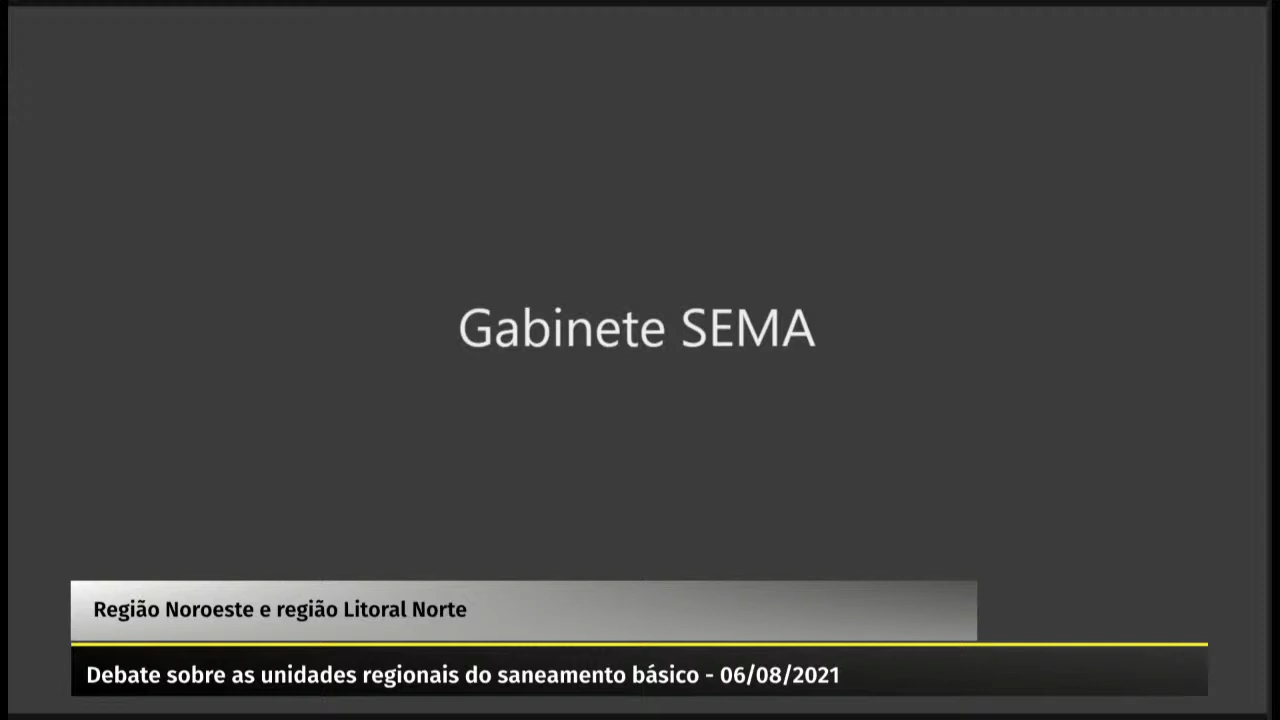 Gabinete SEMA
Região Noroeste e região Litoral Norte
Debate sobre as unidades regionais do saneamento básico - 06/08/2021